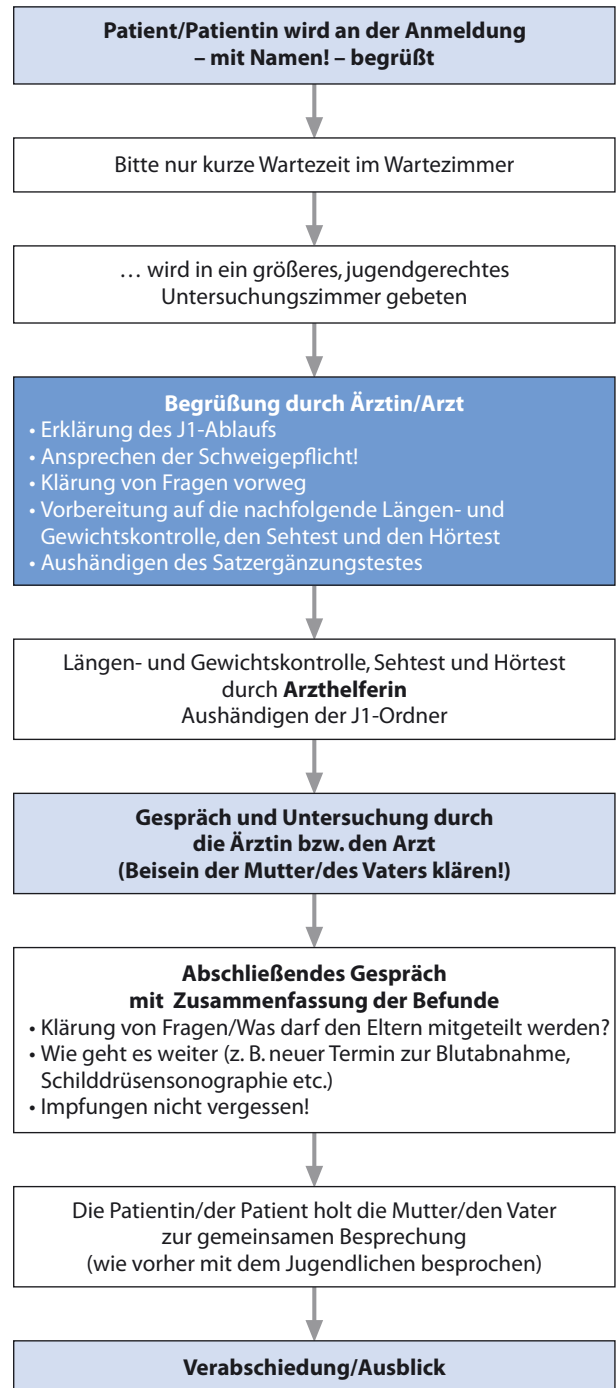 Patient/Patientin wird an der Anmeldung
– mit Namen! – begrüßt
Bitte nur kurze Wartezeit im Wartezimmer
… wird in ein größeres, jugendgerechtes
Untersuchungszimmer gebeten
Begrüßung durch Ärztin/Arzt
• Erklärung des J1-Ablaufs
• Ansprechen der Schweigepflicht!
• Klärung von Fragen vorweg
• Vorbereitung auf die nachfolgende Längen- und
Gewichtskontrolle, den Sehtest und den Hörtest
• Aushändigen des Satzergänzungstestes
Längen- und Gewichtskontrolle, Sehtest und Hörtest
durch Arzthelferin
Aushändigen der J1-Ordner
Gespräch und Untersuchung durch
die Ärztin bzw. den Arzt
(Beisein der Mutter/des Vaters klären!)
Abschließendes Gespräch
mit Zusammenfassung der Befunde
• Klärung von Fragen/Was darf den Eltern mitgeteilt werden?
• Wie geht es weiter (z. B. neuer Termin zur Blutabnahme,
Schilddrüsensonographie etc.)
• Impfungen nicht vergessen!
Die Patientin/der Patient holt die Mutter/den Vater
zur gemeinsamen Besprechung
(wie vorher mit dem Jugendlichen besprochen)
Verabschiedung/Ausblick